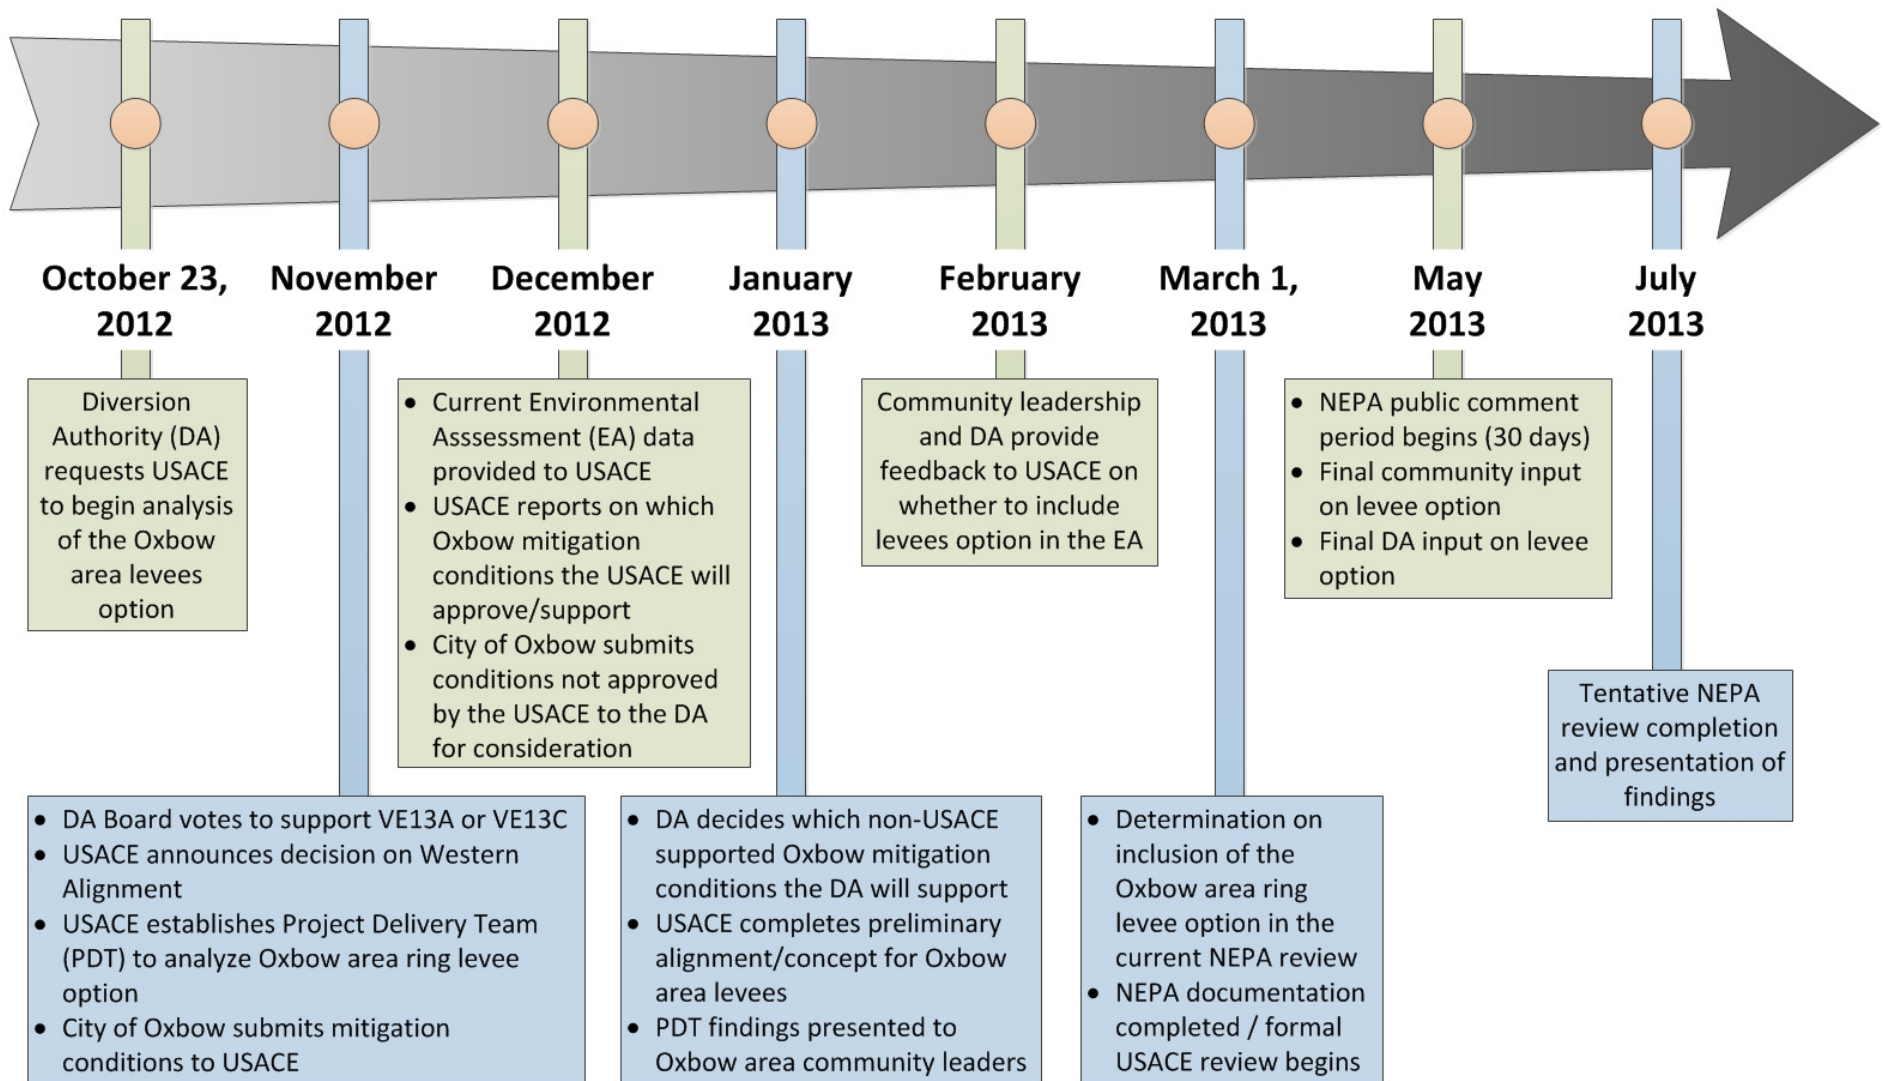 October 23,
2012
November
2012
December
2012
January
2013
February
2013
March 1,
2013
May
2013
July
2013
Diversion
Authority (DA)
requests USACE
to begin analysis
of the Oxbow
area levees
option
• DA Board votes to support VE13A or VE13C
• USACE announces decision on Western
Alignment
• USACE establishes Project Delivery Team
(PDT) to analyze Oxbow area ring levee
option
• City of Oxbow submits mitigation
conditions to USACE
• Current Environmental
Asssessment (EA) data
provided to USACE
• USACE reports on which
Oxbow mitigation
conditions the USACE will
approve/support
• City of Oxbow submits
conditions not approved
by the USACE to the DA
for consideration
• DA decides which non-USACE
supported Oxbow mitigation
conditions the DA will support
• USACE completes preliminary
alignment/concept for Oxbow
area levees
• PDT findings presented to
Oxbow area community leaders
Community leadership
and DA provide
feedback to USACE on
whether to include
levees option in the EA
• Determination on
inclusion of the
Oxbow area ring
levee option in the
current NEPA review
• NEPA documentation
completed / formal
USACE review begins
• NEPA public comment
period begins (30 days)
• Final community input
on levee option
• Final DA input on levee
option
Tentative NEPA
review completion
and presentation of
findings